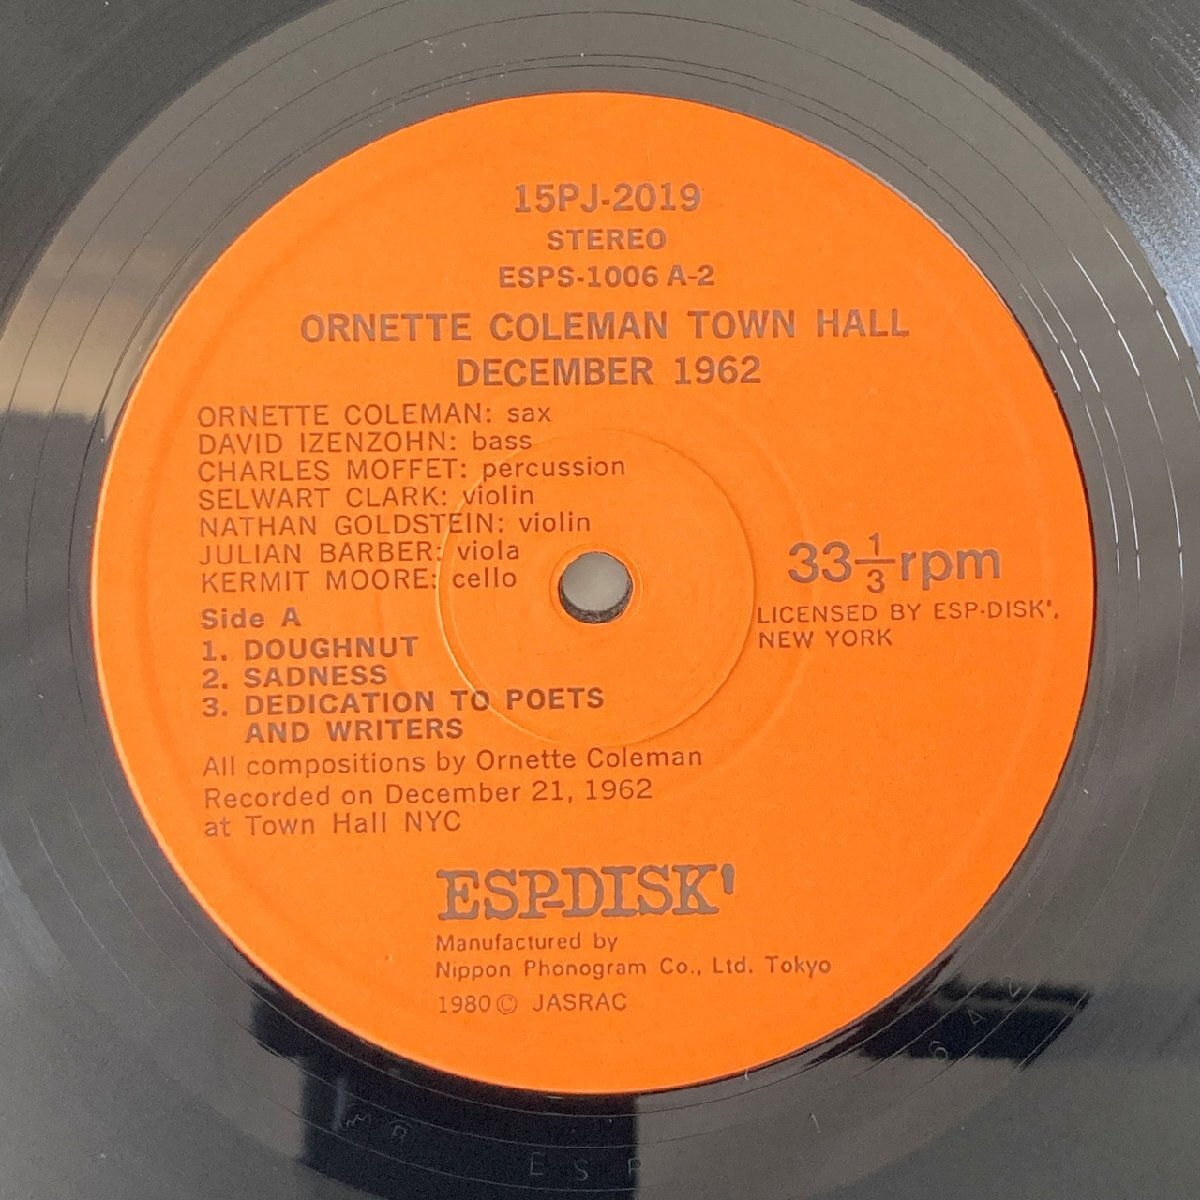 15PJ-2019
STEREO
ESPS-1006 A-2
ORNETTE COLEMAN TOWN HALL
DECEMBER 1962
ORNETTE COLEMAN: sax
DAVID IZENZOHN: bass
CHARLES MOFFET: percussion
SELWART CLARK: violin
NATHAN GOLDSTEIN: violin
JULIAN BARBER: viola
KERMIT MOORE: cello
33 1/3 rpm
LICENSED BY ESP-DISK',
NEW YORK
Side A
1. DOUGHNUT
2. SADNESS
3. DEDICATION TO POETS
AND WRITERS
All compositions by Ornette Coleman
Recorded on December 21, 1962
at Town Hall NYC
ESP-DISK'
Manufactured by
Nippon Phonogram Co., Ltd. Tokyo
1980 © JASRAC
ESP